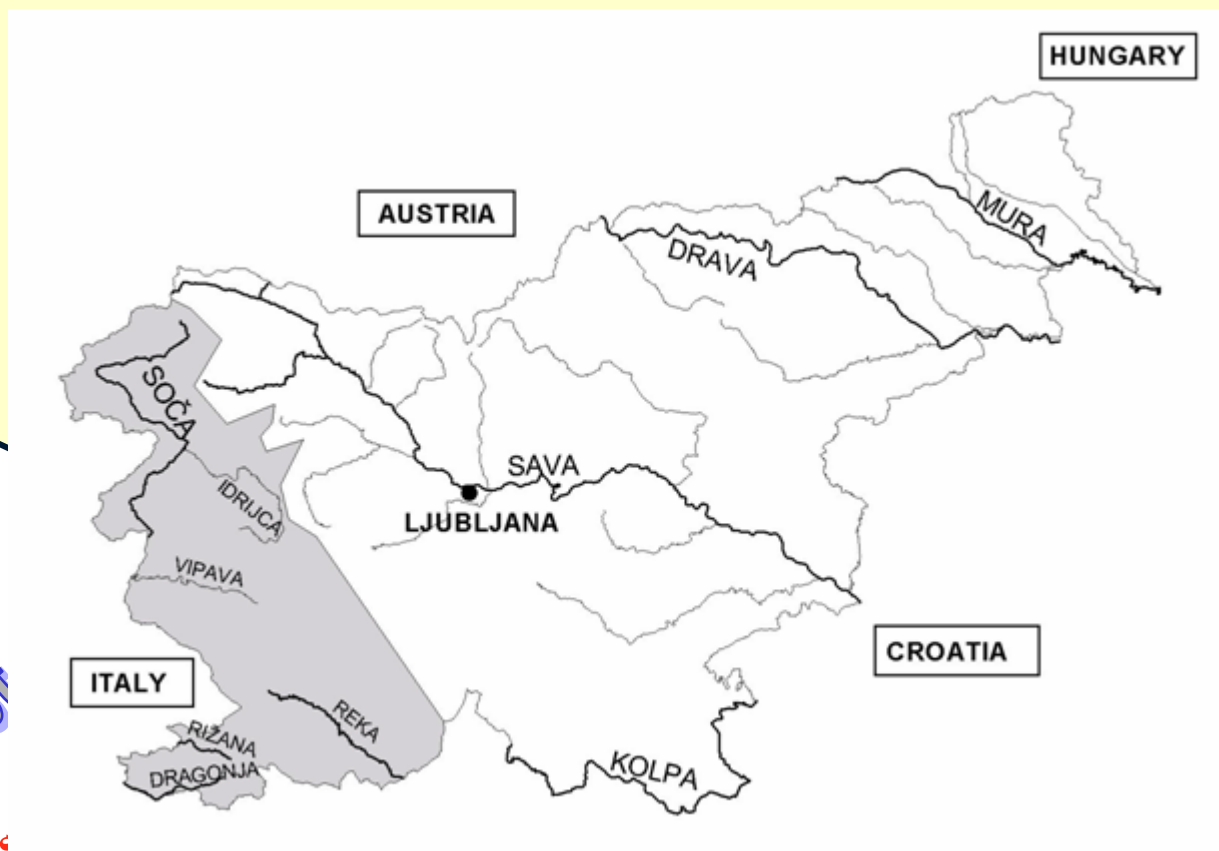 HUNGARY
AUSTRIA
MURA
DRAVA
SOČA
SAVA
IDRIJCA
LJUBLJANA
VIPAVA
CROATIA
ITALY
REKA
RIŽANA
DRAGONJA
KOLPA